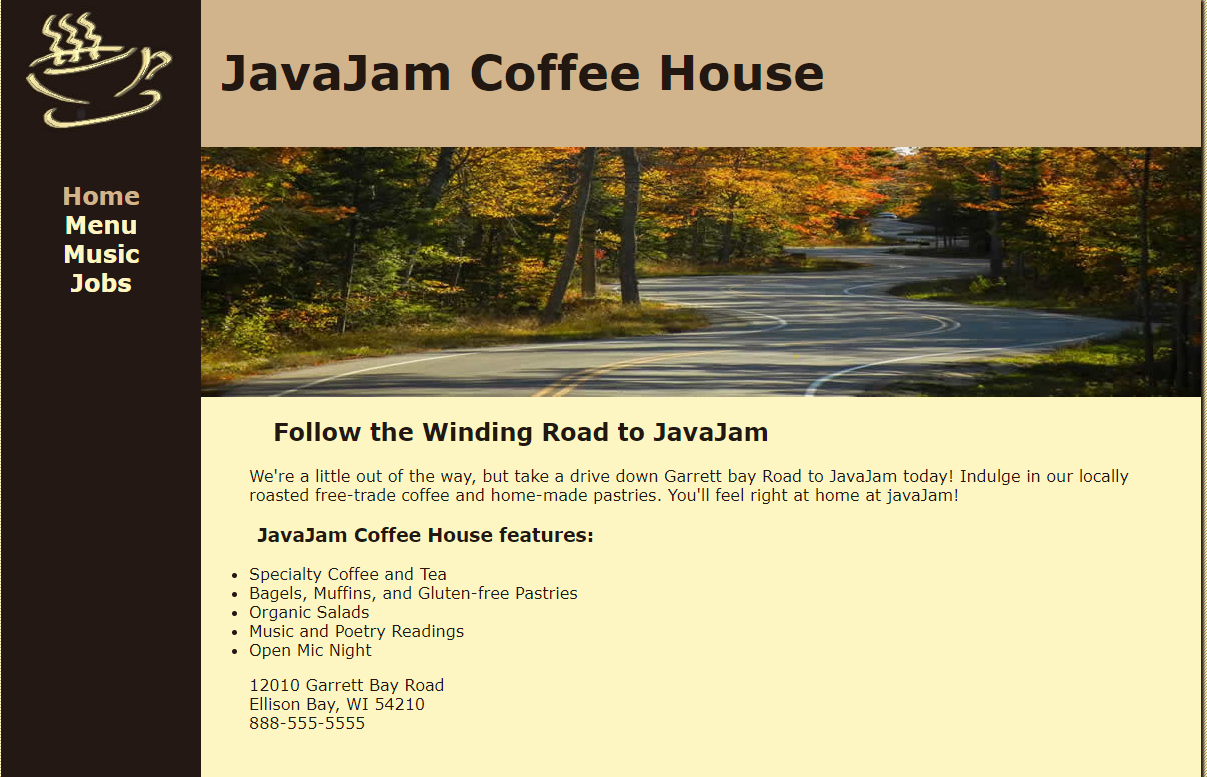 JavaJam Coffee House
Home
Menu
Music
Jobs
Follow the Winding Road to JavaJam
We're a little out of the way, but take a drive down Garrett bay Road to JavaJam today! Indulge in our locally
roasted free-trade coffee and home-made pastries. You'll feel right at home at javaJam!
JavaJam Coffee House features:
• Specialty Coffee and Tea
• Bagels, Muffins, and Gluten-free Pastries
• Organic Salads
• Music and Poetry Readings
• Open Mic Night
12010 Garrett Bay Road
Ellison Bay, WI 54210
888-555-5555